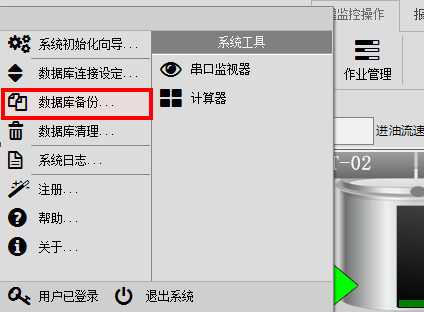 监控操作
报
系统初始化向导...
系统工具
数据库连接设定...
串口监视器
作业管理
数据库备份...
计算器
数据库清理...
进油流速
系统日志...
T-02
注册...
帮助...
关于...
用户已登录
退出系统